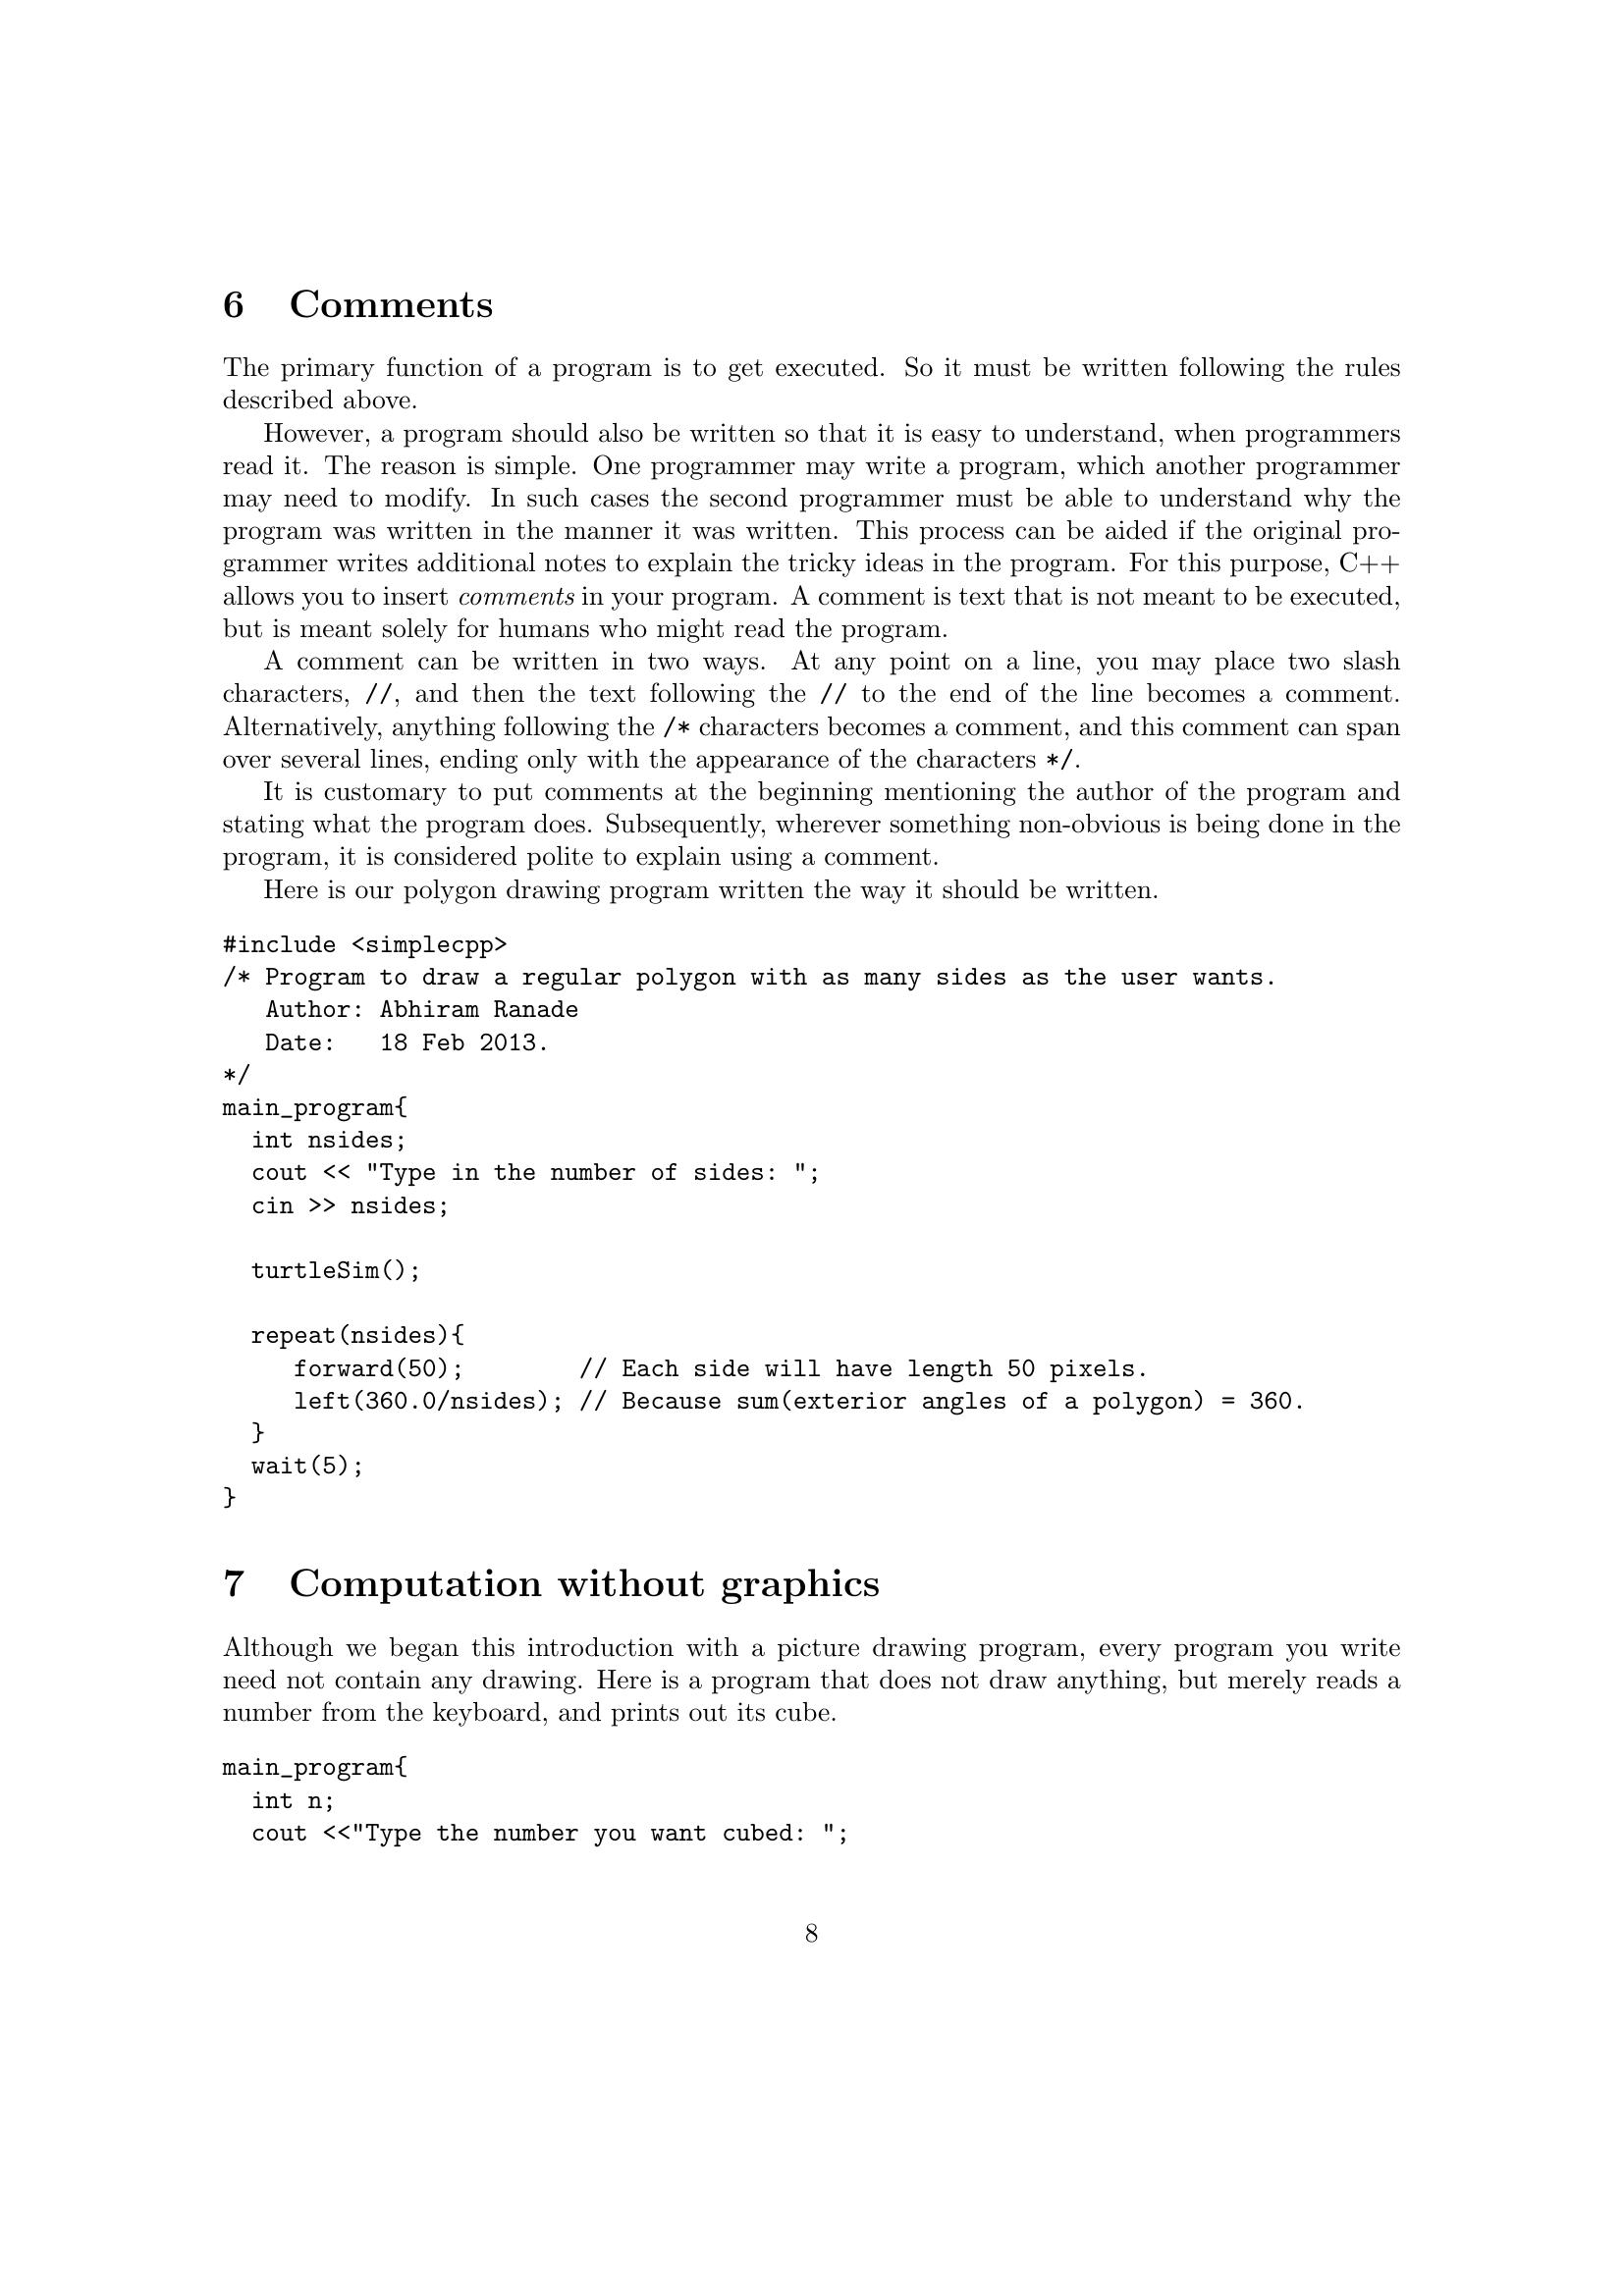 6 Comments
The primary function of a program is to get executed. So it must be written following the rules
described above.
However, a program should also be written so that it is easy to understand, when programmers
read it. The reason is simple. One programmer may write a program, which another programmer
may need to modify. In such cases the second programmer must be able to understand why the
program was written in the manner it was written. This process can be aided if the original pro-
grammer writes additional notes to explain the tricky ideas in the program. For this purpose, C++
allows you to insert comments in your program. A comment is text that is not meant to be executed,
but is meant solely for humans who might read the program.
A comment can be written in two ways. At any point on a line, you may place two slash
characters, //, and then the text following the // to the end of the line becomes a comment.
Alternatively, anything following the /* characters becomes a comment, and this comment can span
over several lines, ending only with the appearance of the characters */.
It is customary to put comments at the beginning mentioning the author of the program and
stating what the program does. Subsequently, wherever something non-obvious is being done in the
program, it is considered polite to explain using a comment.
Here is our polygon drawing program written the way it should be written.
#include <simplecpp>
/* Program to draw a regular polygon with as many sides as the user wants.
   Author: Abhiram Ranade
   Date:   18 Feb 2013.
*/
main_program{
  int nsides;
  cout << "Type in the number of sides: ";
  cin >> nsides;

  turtleSim();

  repeat(nsides){
     forward(50);        // Each side will have length 50 pixels.
     left(360.0/nsides); // Because sum(exterior angles of a polygon) = 360.
  }
  wait(5);
}
7 Computation without graphics
Although we began this introduction with a picture drawing program, every program you write
need not contain any drawing. Here is a program that does not draw anything, but merely reads a
number from the keyboard, and prints out its cube.
main_program{
  int n;
  cout <<"Type the number you want cubed: ";
8